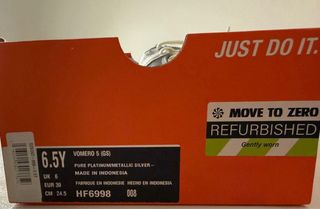 JUST DO IT.
MOVE TO ZERO
REFURBISHED
Gently worn
6.5Y
UK 6
EUR 39
CM 24.5
VOMERO 5 (GS)
PURE PLATINUM/METALLIC SILVER-
MADE IN INDONESIA
FABRIQUE EN INDONESIE HECHO EN INDONESIA
HF6998 008